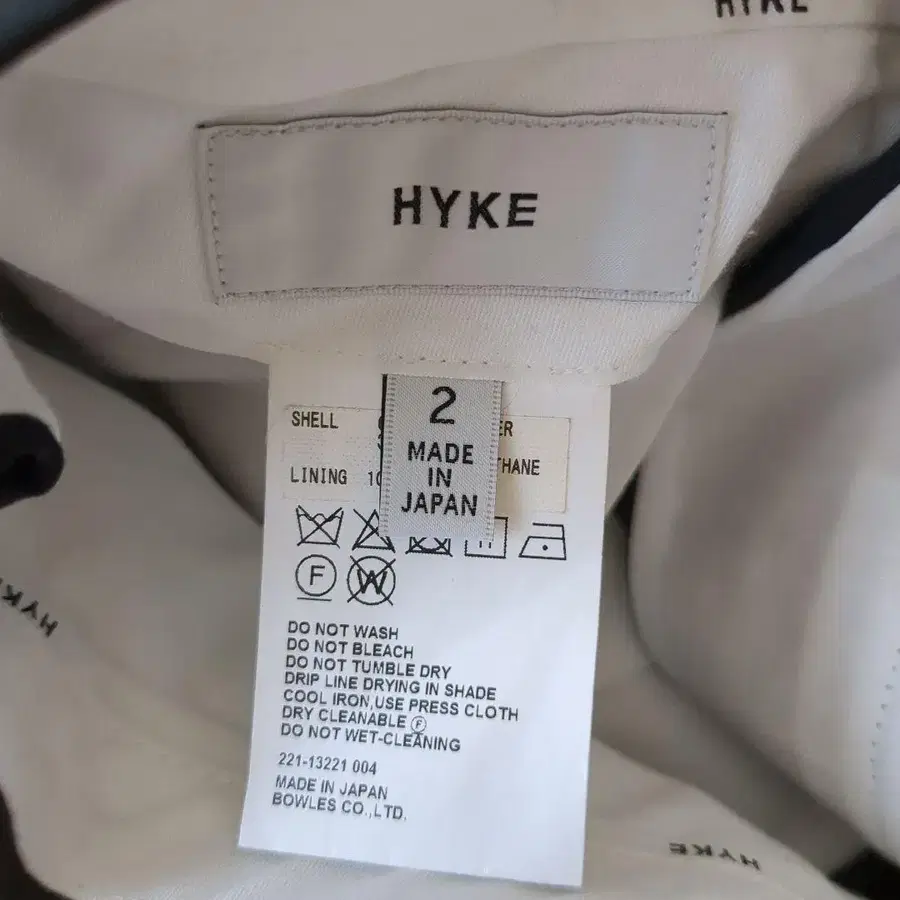 HYKE
HYKE
2
MADE
IN
JAPAN
SHELL
LINING
DO NOT WASH
DO NOT BLEACH
DO NOT TUMBLE DRY
DRIP LINE DRYING IN SHADE
COOL IRON,USE PRESS CLOTH
DRY CLEANABLE Ⓕ
DO NOT WET-CLEANING
221-13221 004
MADE IN JAPAN
BOWLES CO.,LTD.
F
W
HYKE
HYKE